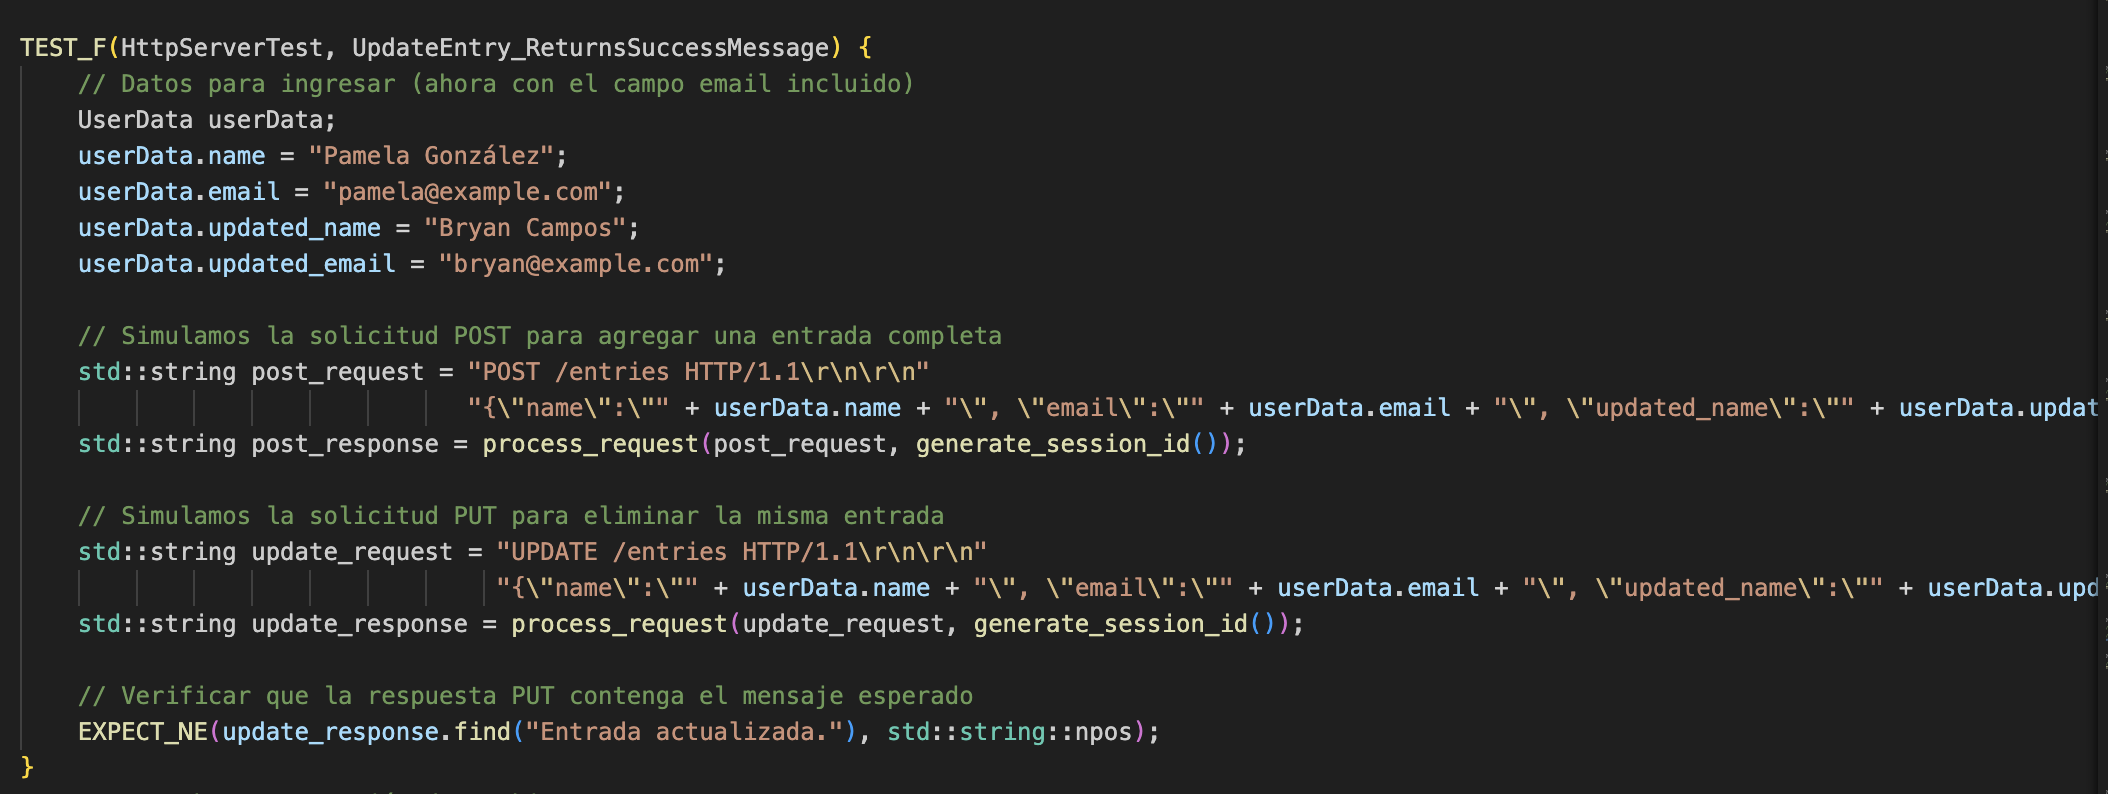 TEST_F(HttpServerTest, UpdateEntry_ReturnsSuccessMessage) {
// Datos para ingresar (ahora con el campo email incluido)
UserData userData;
userData.name = "Pamela González";
userData.email = "pamela@example.com";
userData.updated_name = "Bryan Campos";
userData.updated_email = "bryan@example.com";
// Simulamos la solicitud POST para agregar una entrada completa
std::string post_request = "POST /entries HTTP/1.1\r\n\r\n"
"{\"name\":\"" + userData.name + "\", \"email\":\"" + userData.email + "\", \"updated_name\":\"" + userData.updat
std::string post_response = process_request(post_request, generate_session_id());
// Simulamos la solicitud PUT para eliminar la misma entrada
std::string update_request = "UPDATE /entries HTTP/1.1\r\n\r\n"
"{\"name\":\"" + userData.name + "\", \"email\":\"" + userData.email + "\", \"updated_name\":\"" + userData.upd
std::string update_response = process_request(update_request, generate_session_id());
// Verificar que la respuesta PUT contenga el mensaje esperado
EXPECT_NE(update_response.find("Entrada actualizada."), std::string::npos);
}